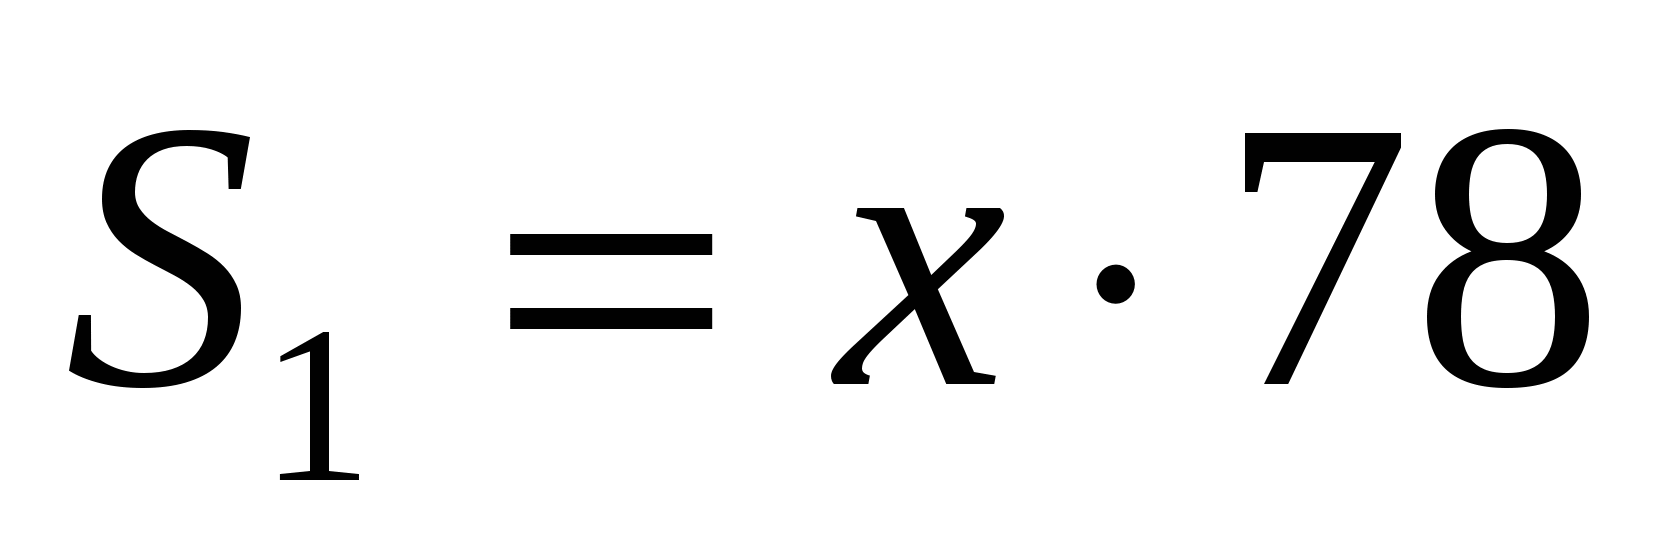 S₁ = x · 78